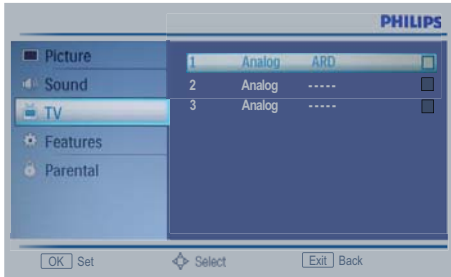 PHILIPS
Picture
Sound
TV
Features
Parental
1 Analog ARD
2 Analog -----
3 Analog -----
OK Set
Select
Exit Back